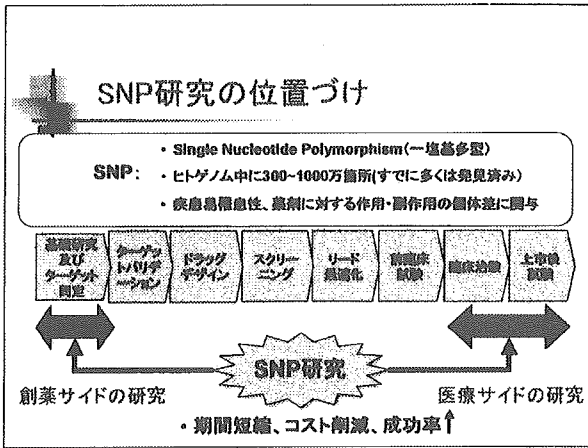 SNP研究の位置づけ
SNP:
・ Single Nucleotide Polymorphism(一塩基多型)
・ ヒトゲノム中に300~1000万箇所(すでに多くは発見済み)
・ 疾患易罹患性、薬剤に対する作用・副作用の個体差に関与
基礎研究
及び
ターゲット
同定
ターゲッ
トバリデ
ーション
ドラッグ
デザイン
スクリー
ニング
リード
最適化
前臨床
試験
臨床治験
上市後
試験
SNP研究
創薬サイドの研究
医療サイドの研究
・ 期間短縮、コスト削減、成功率↑